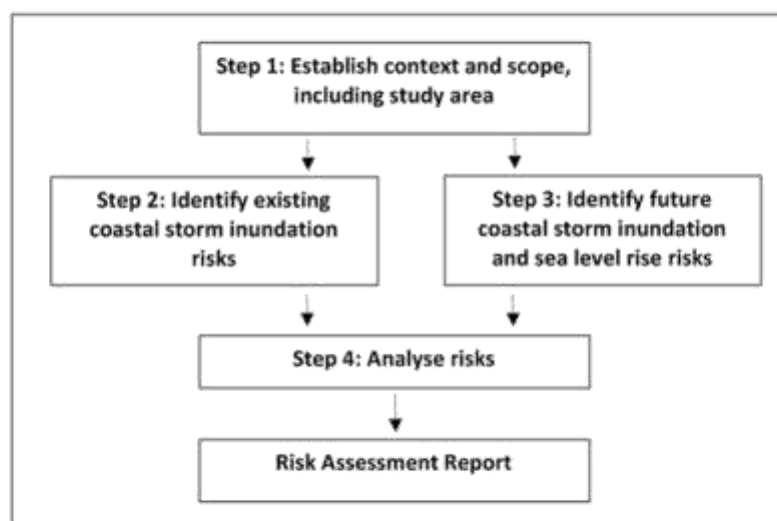 Step 1: Establish context and scope,
including study area
Step 2: Identify existing
coastal storm inundation
risks
Step 3: Identify future
coastal storm inundation
and sea level rise risks
Step 4: Analyse risks
Risk Assessment Report